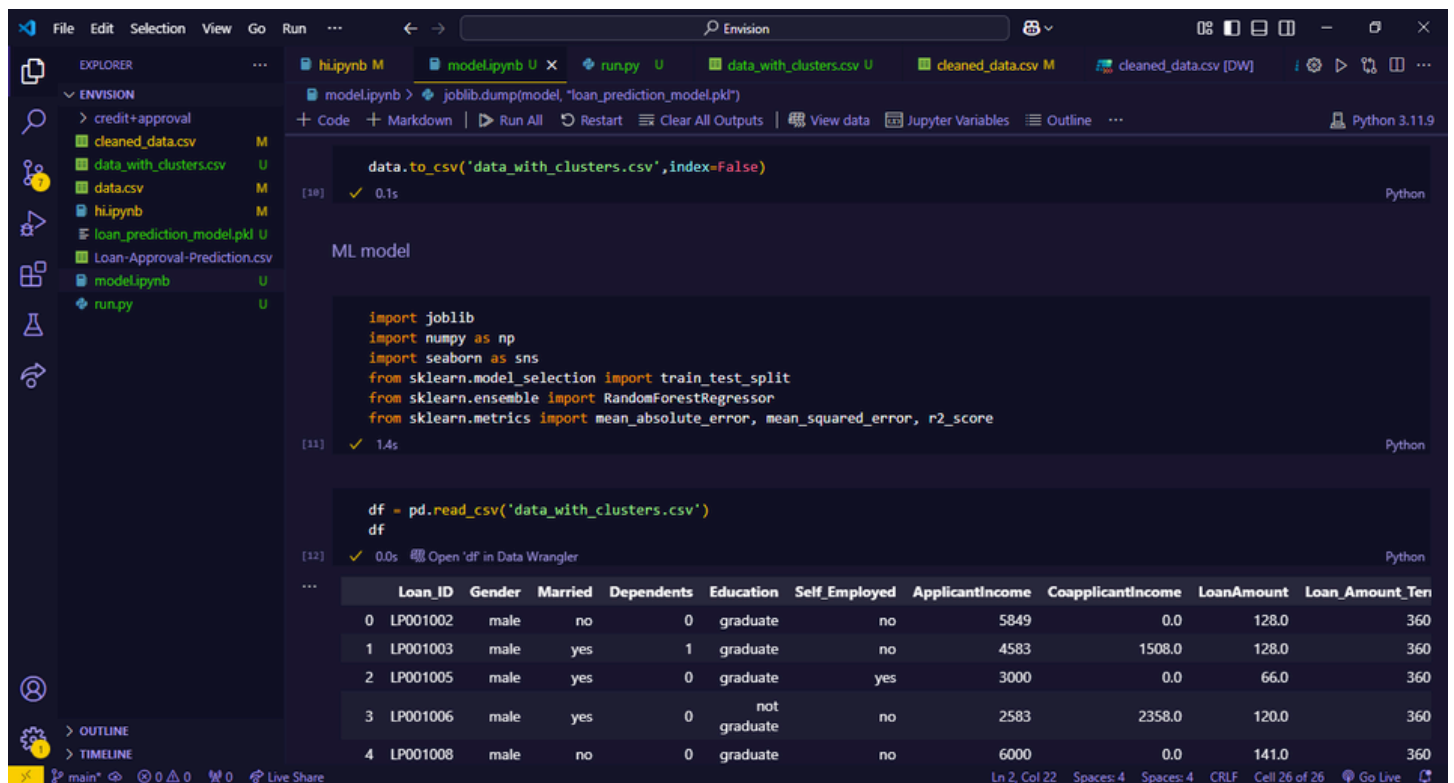 File Edit Selection View Go Run ··· Envision
EXPLORER ···
ENVISION
credit+approval
cleaned_data.csv M
data_with_clusters.csv U
data.csv M
hi.ipynb M
loan_prediction_model.pkl U
Loan-Approval-Prediction.csv
model.ipynb U
run.py U
OUTLINE
TIMELINE
7
1
hi.ipynb M model.ipynb U run.py U data_with_clusters.csv U cleaned_data.csv M cleaned_data.csv [DW] ···
model.ipynb > joblib.dump(model, "loan_prediction_model.pkl")
+ Code + Markdown | Run All Restart Clear All Outputs | View data Jupyter Variables Outline ··· Python 3.11.9
data.to_csv('data_with_clusters.csv',index=False)
[10] ✓ 0.1s Python
ML model
import joblib
import numpy as np
import seaborn as sns
from sklearn.model_selection import train_test_split
from sklearn.ensemble import RandomForestRegressor
from sklearn.metrics import mean_absolute_error, mean_squared_error, r2_score
[11] ✓ 1.4s Python
df = pd.read_csv('data_with_clusters.csv')
df
[12] ✓ 0.0s Open 'df' in Data Wrangler Python
···
Loan_ID Gender Married Dependents Education Self_Employed ApplicantIncome CoapplicantIncome LoanAmount Loan_Amount_Ter
0 LP001002 male no 0 graduate no 5849 0.0 128.0 360
1 LP001003 male yes 1 graduate no 4583 1508.0 128.0 360
2 LP001005 male yes 0 graduate yes 3000 0.0 66.0 360
3 LP001006 male yes 0 not graduate no 2583 2358.0 120.0 360
4 LP001008 male no 0 graduate no 6000 0.0 141.0 360
main* 0 0 0 Live Share Ln 2, Col 22 Spaces: 4 Spaces: 4 CRLF Cell 26 of 26 Go Live